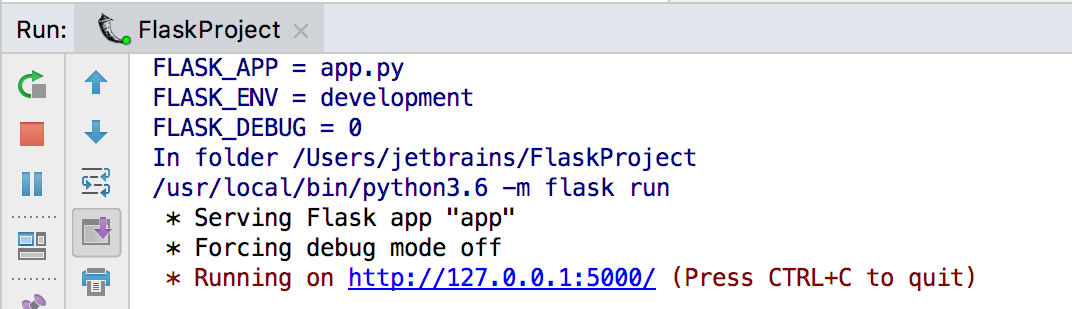 Run: FlaskProject
FLASK_APP = app.py
FLASK_ENV = development
FLASK_DEBUG = 0
In folder /Users/jetbrains/FlaskProject
/usr/local/bin/python3.6 -m flask run
* Serving Flask app "app"
* Forcing debug mode off
* Running on http://127.0.0.1:5000/ (Press CTRL+C to quit)